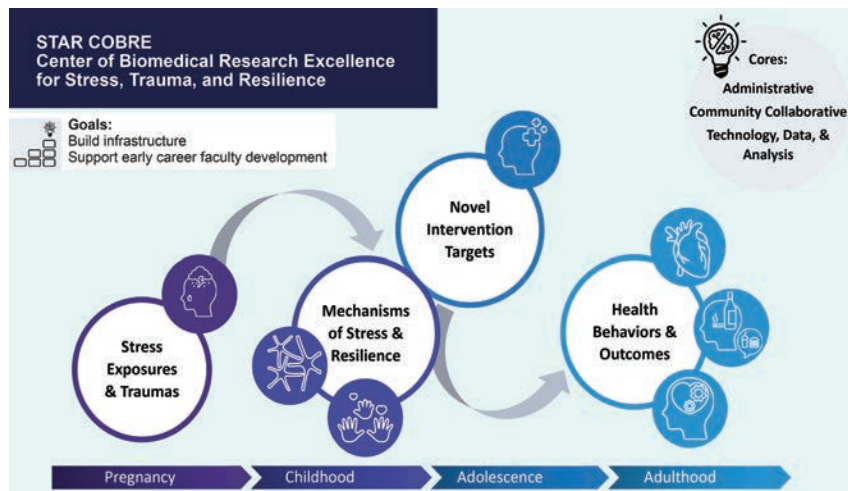 STAR COBRE
Center of Biomedical Research Excellence
for Stress, Trauma, and Resilience
Goals:
Build infrastructure
Support early career faculty development
Cores:
Administrative
Community Collaborative
Technology, Data, &
Analysis
Stress
Exposures
& Traumas
Mechanisms
of Stress &
Resilience
Novel
Intervention
Targets
Health
Behaviors &
Outcomes
Pregnancy
Childhood
Adolescence
Adulthood